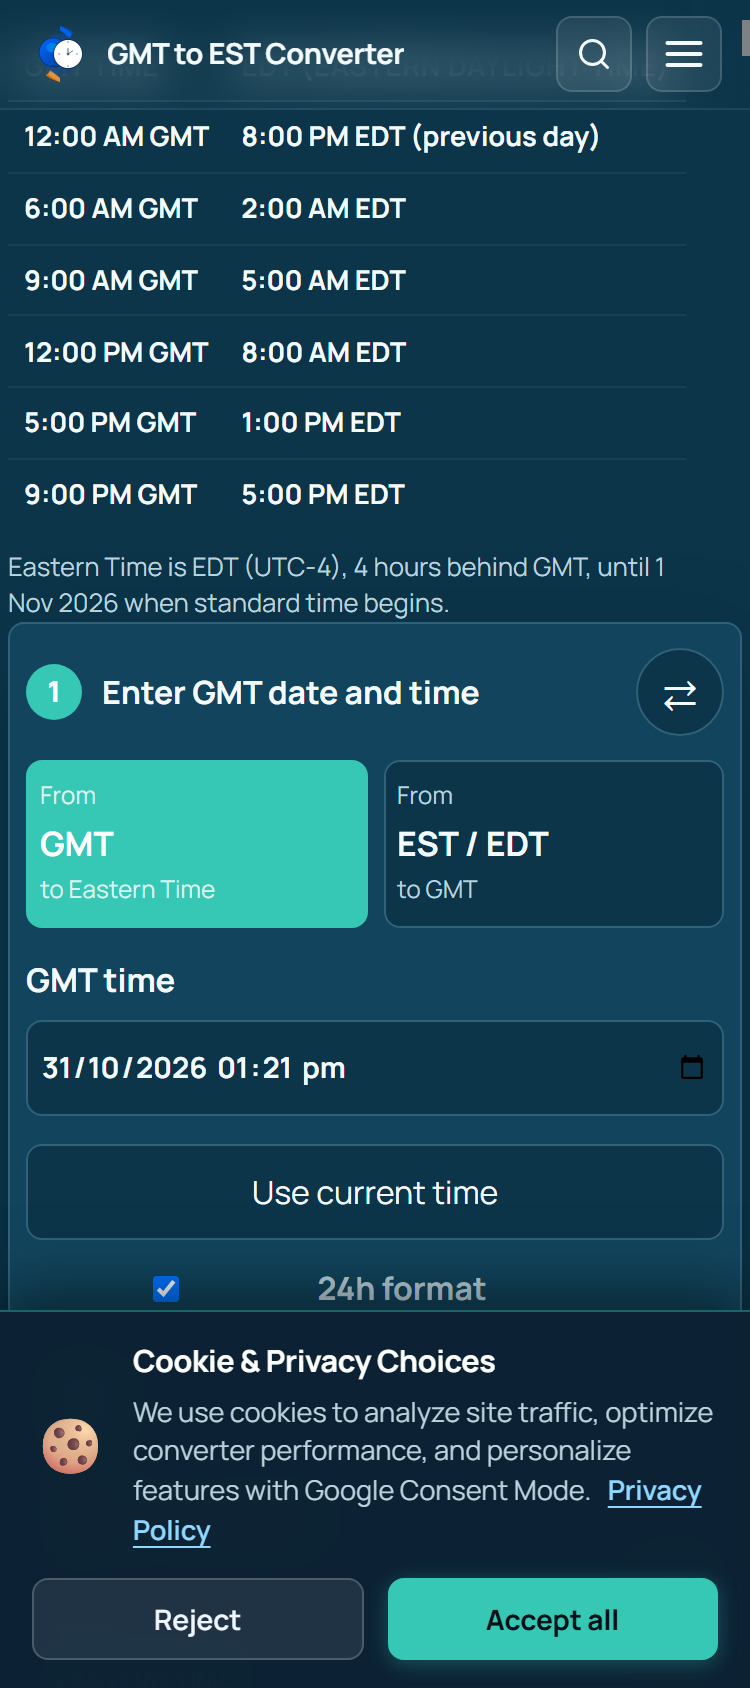 GMT to EST Converter
GMT TIME EDT (EASTERN DAYLIGHT TIME)
12:00 AM GMT 8:00 PM EDT (previous day)
6:00 AM GMT 2:00 AM EDT
9:00 AM GMT 5:00 AM EDT
12:00 PM GMT 8:00 AM EDT
5:00 PM GMT 1:00 PM EDT
9:00 PM GMT 5:00 PM EDT
Eastern Time is EDT (UTC-4), 4 hours behind GMT, until 1
Nov 2026 when standard time begins.
1 Enter GMT date and time
From
GMT
to Eastern Time
From
EST / EDT
to GMT
GMT time
31/10/2026 01:21 pm
Use current time
24h format
Cookie & Privacy Choices
We use cookies to analyze site traffic, optimize
converter performance, and personalize
features with Google Consent Mode. Privacy
Policy
Reject
Accept all